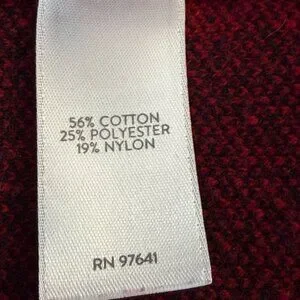 56% COTTON
25% POLYESTER
19% NYLON
RN 97641